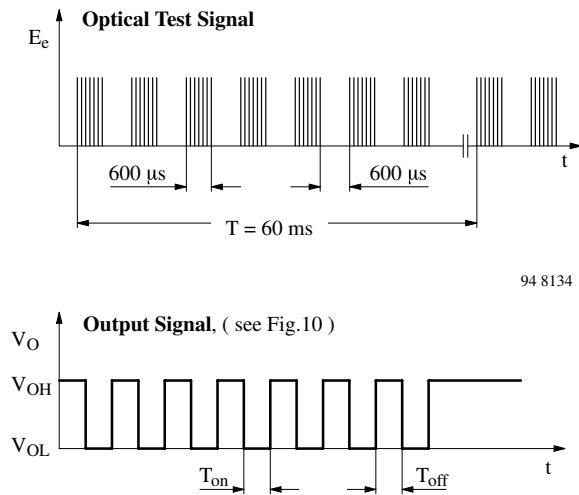 Optical Test Signal
E_e
t
600 µs
600 µs
T = 60 ms
94 8134
Output Signal, ( see Fig.10 )
V_O
V_OH
V_OL
T_on
T_off
t